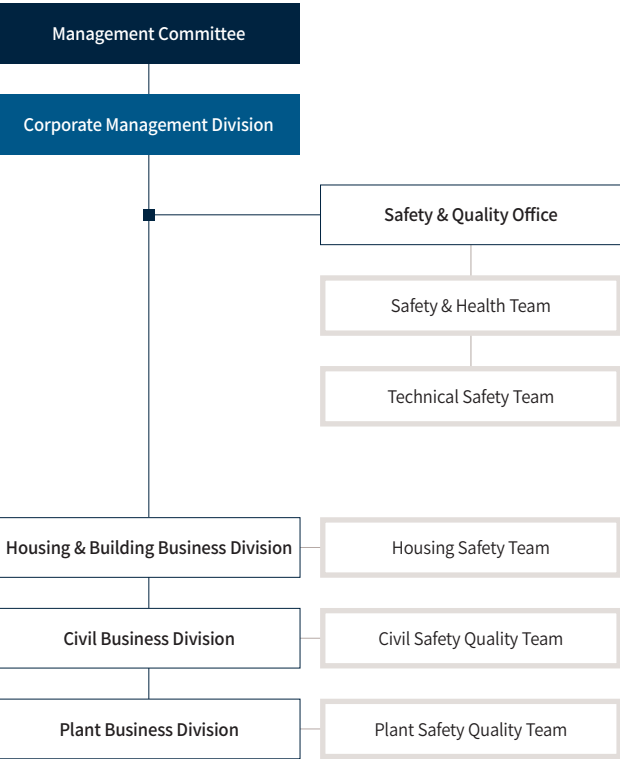 Management Committee
Corporate Management Division
Safety & Quality Office
Safety & Health Team
Technical Safety Team
Housing & Building Business Division
Housing Safety Team
Civil Business Division
Civil Safety Quality Team
Plant Business Division
Plant Safety Quality Team